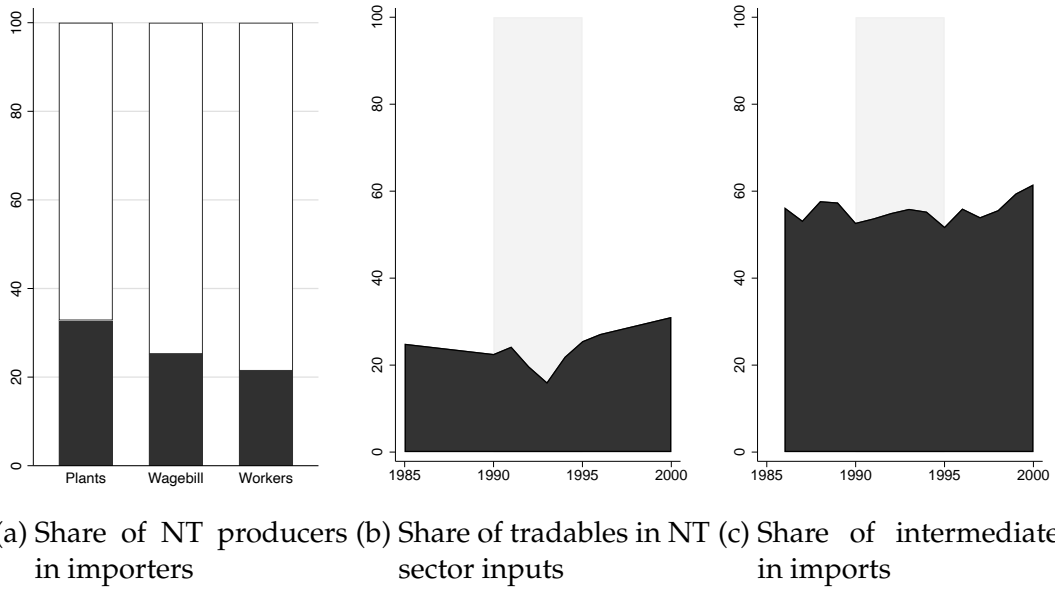 100
80
60
40
20
0
Plants Wagebill Workers
100
80
60
40
20
0
1985 1990 1995 2000
100
80
60
40
20
0
1985 1990 1995 2000
a) Share of NT producers
in importers
(b) Share of tradables in NT
sector inputs
(c) Share of intermediate
in imports